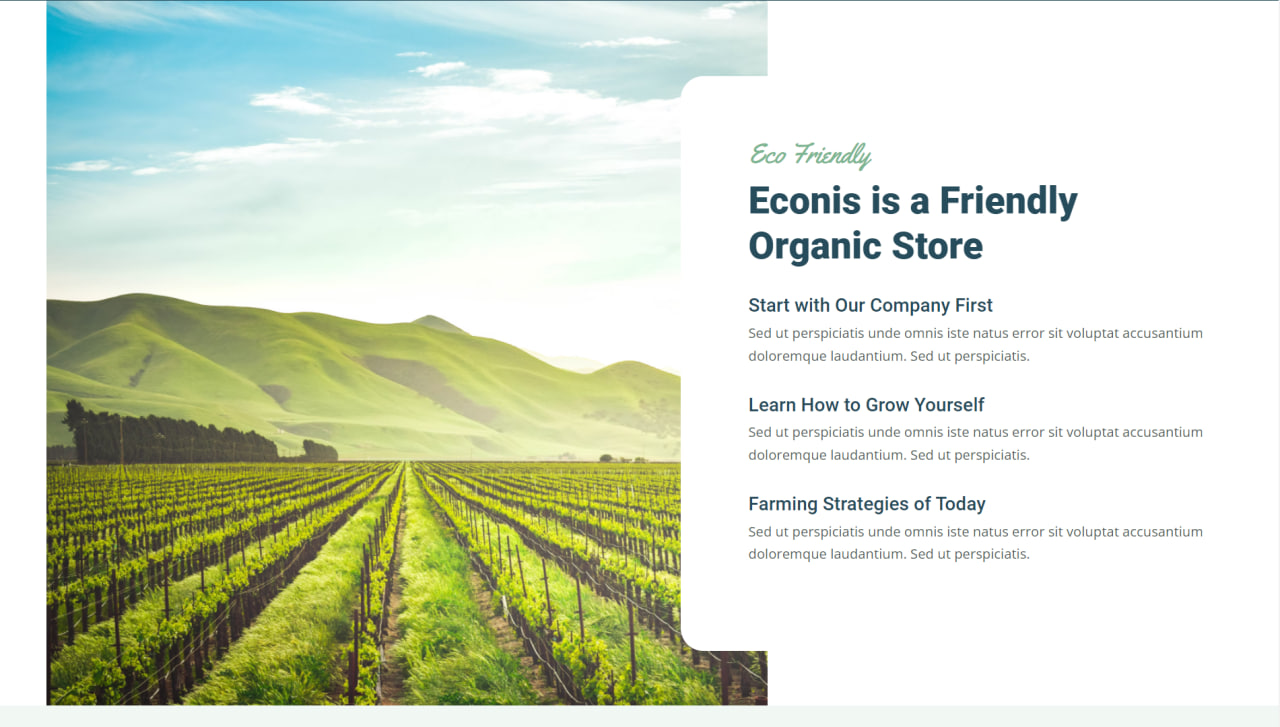 Eco Friendly
Econis is a Friendly
Organic Store
Start with Our Company First
Sed ut perspiciatis unde omnis iste natus error sit voluptat accusantium
doloremque laudantium. Sed ut perspiciatis.
Learn How to Grow Yourself
Sed ut perspiciatis unde omnis iste natus error sit voluptat accusantium
doloremque laudantium. Sed ut perspiciatis.
Farming Strategies of Today
Sed ut perspiciatis unde omnis iste natus error sit voluptat accusantium
doloremque laudantium. Sed ut perspiciatis.